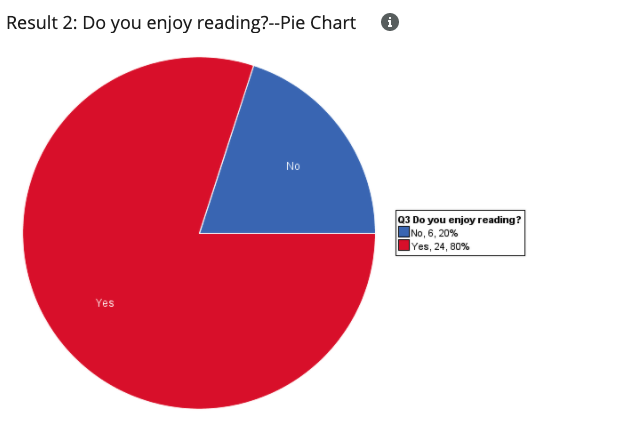 Result 2: Do you enjoy reading?--Pie Chart
No
Yes
Q3 Do you enjoy reading?
No, 6, 20%
Yes, 24, 80%